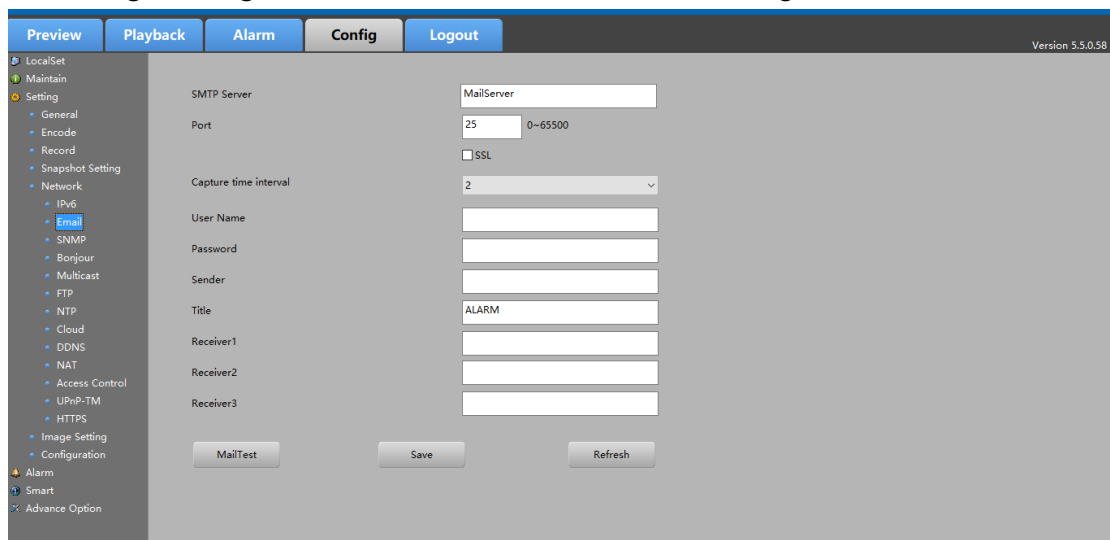 Preview Playback Alarm Config Logout
Version 5.5.0.58
LocalSet
Maintain
Setting
General
Encode
Record
Snapshot Setting
Network
IPv6
Email
SNMP
Bonjour
Multicast
FTP
NTP
Cloud
DDNS
NAT
Access Control
UPnP-TM
HTTPS
Image Setting
Configuration
Alarm
Smart
Advance Option
SMTP Server MailServer
Port 25 0~65500
SSL
Capture time interval 2
User Name
Password
Sender
Title ALARM
Receiver1
Receiver2
Receiver3
MailTest Save Refresh